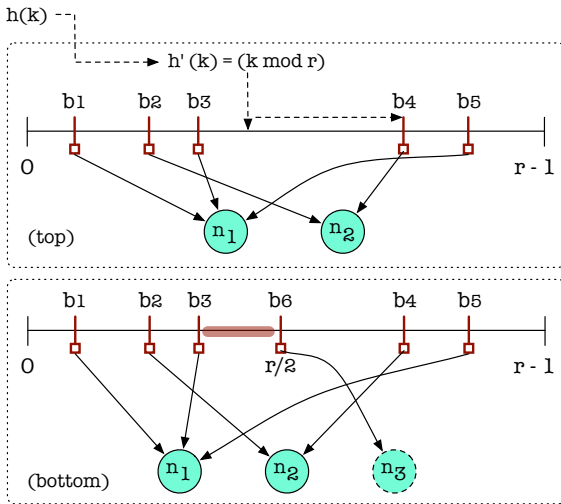 h(k)
h' (k) = (k mod r)
b1 b2 b3 b4 b5
0 r - 1
n1 n2
(top)
b1 b2 b3 b6 b4 b5
0 r/2 r - 1
n1 n2 n3
(bottom)